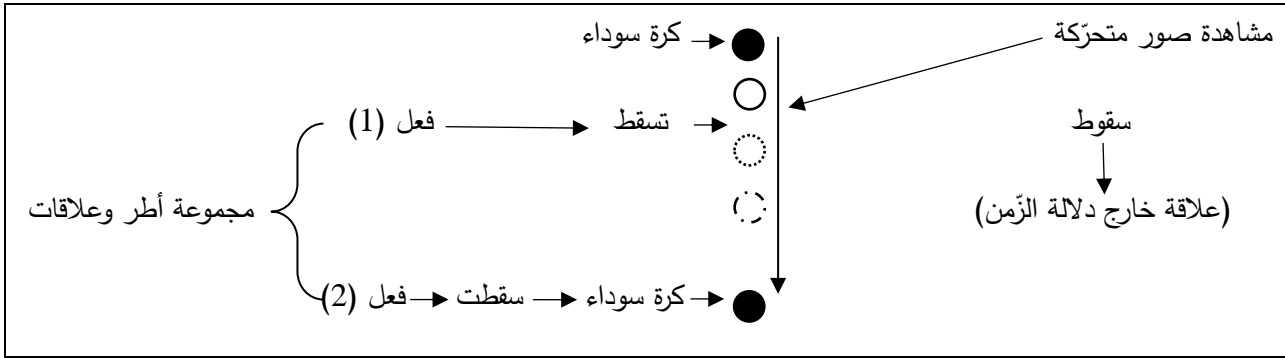 مشاهدة صور متحرّكة
كرة سوداء
سقوط
تسقط
فعل (1)
(علاقة خارج دلالة الزّمن)
مجموعة أطر وعلاقات
كرة سوداء
سقطت
فعل (2)